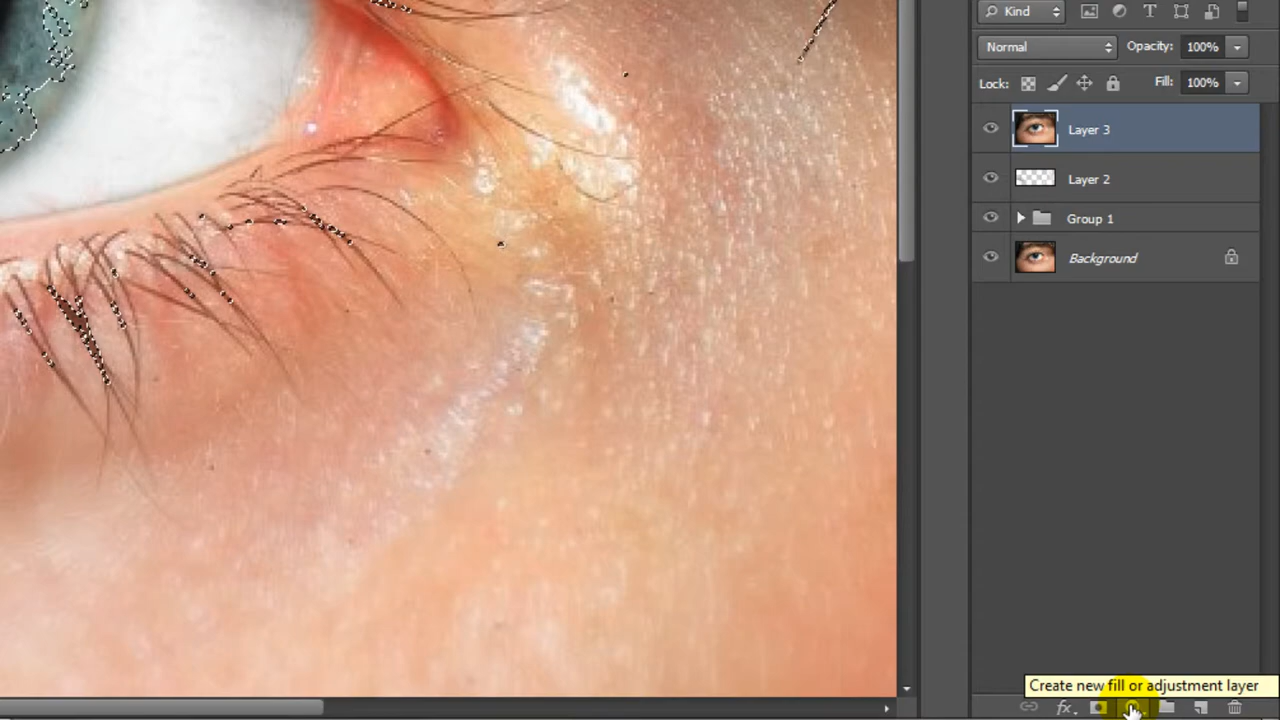 Kind
T
Normal
Opacity: 100%
Lock:
Fill: 100%
Layer 3
Layer 2
Group 1
Background
Create new fill or adjustment layer
fx.